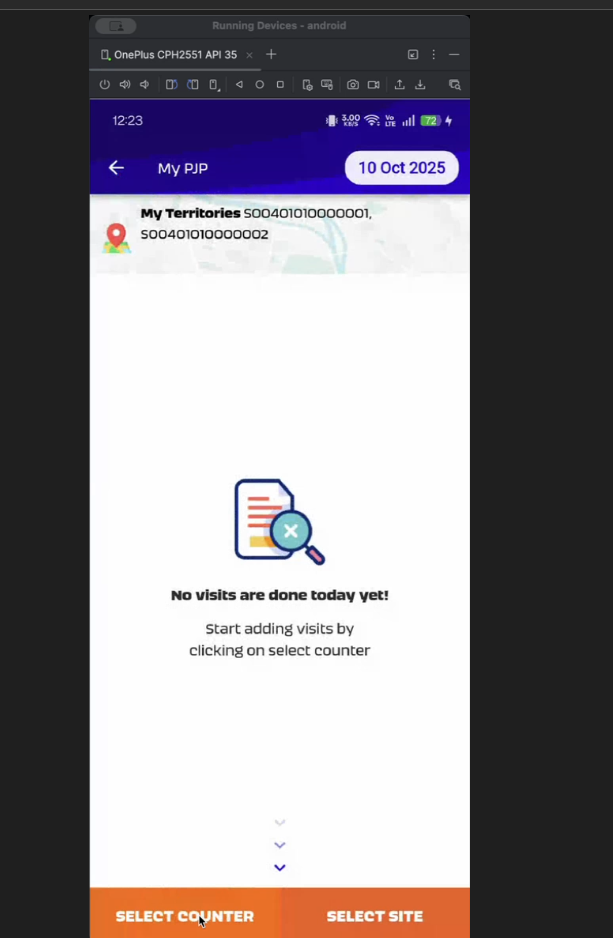 Running Devices - android
OnePlus CPH2551 API 35
12:23
3.00 KB/S
Vo LTE
72
My PJP
10 Oct 2025
My Territories S00401010000001,
S00401010000002
No visits are done today yet!
Start adding visits by
clicking on select counter
SELECT COUNTER
SELECT SITE